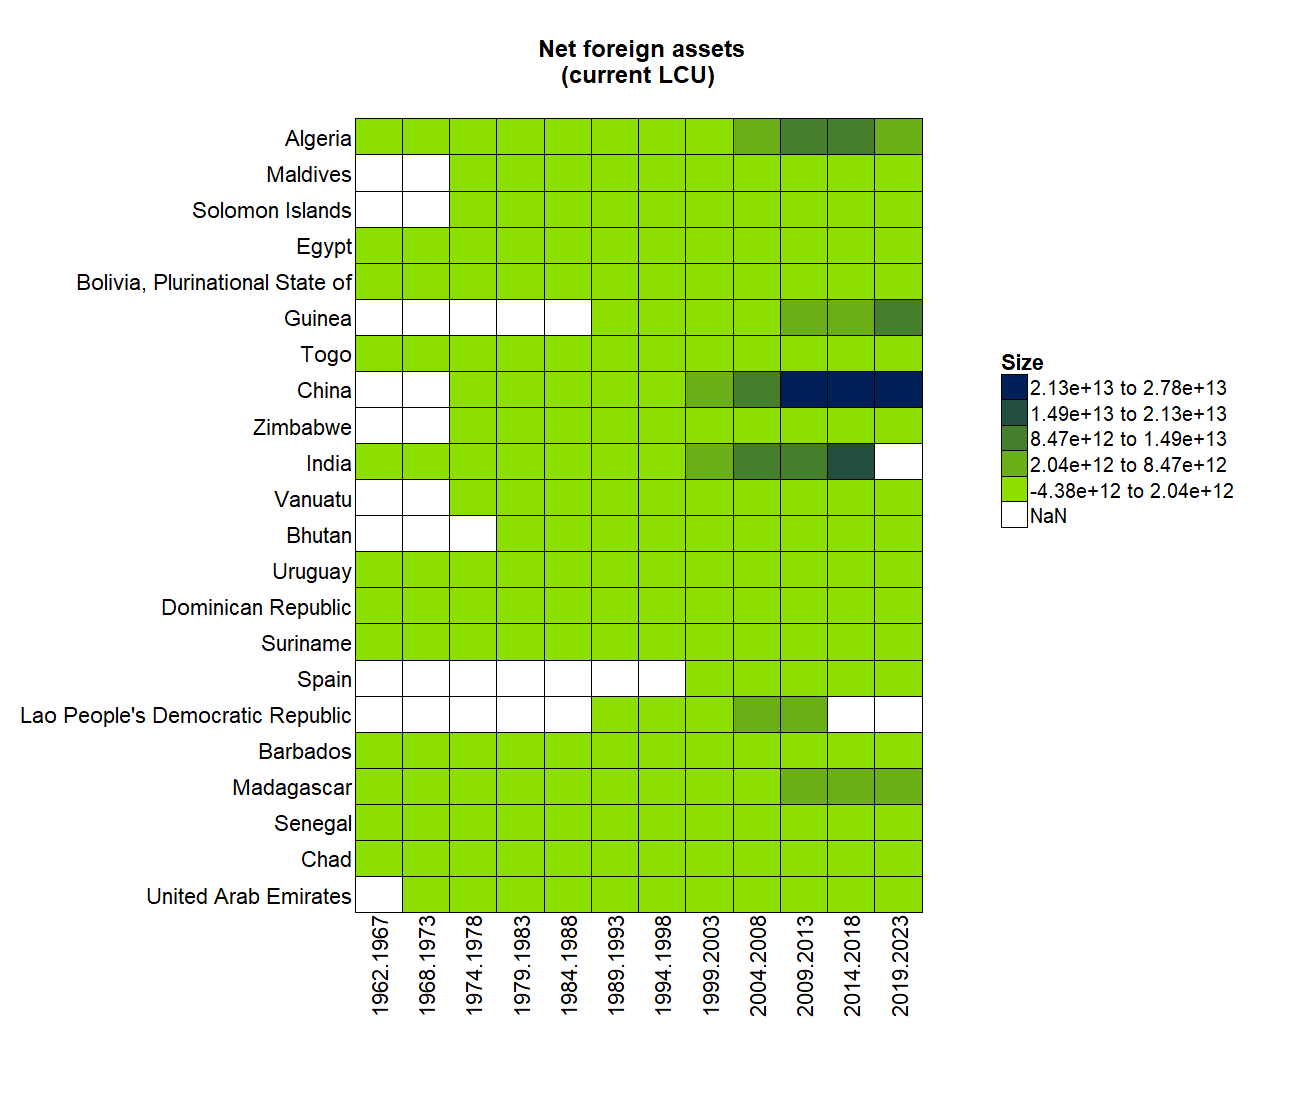 Net foreign assets
(current LCU)
Algeria
Maldives
Solomon Islands
Egypt
Bolivia, Plurinational State of
Guinea
Togo
China
Zimbabwe
India
Vanuatu
Bhutan
Uruguay
Dominican Republic
Suriname
Spain
Lao People's Democratic Republic
Barbados
Madagascar
Senegal
Chad
United Arab Emirates
1962.1967
1968.1973
1974.1978
1979.1983
1984.1988
1989.1993
1994.1998
1999.2003
2004.2008
2009.2013
2014.2018
2019.2023
Size
2.13e+13 to 2.78e+13
1.49e+13 to 2.13e+13
8.47e+12 to 1.49e+13
2.04e+12 to 8.47e+12
-4.38e+12 to 2.04e+12
NaN